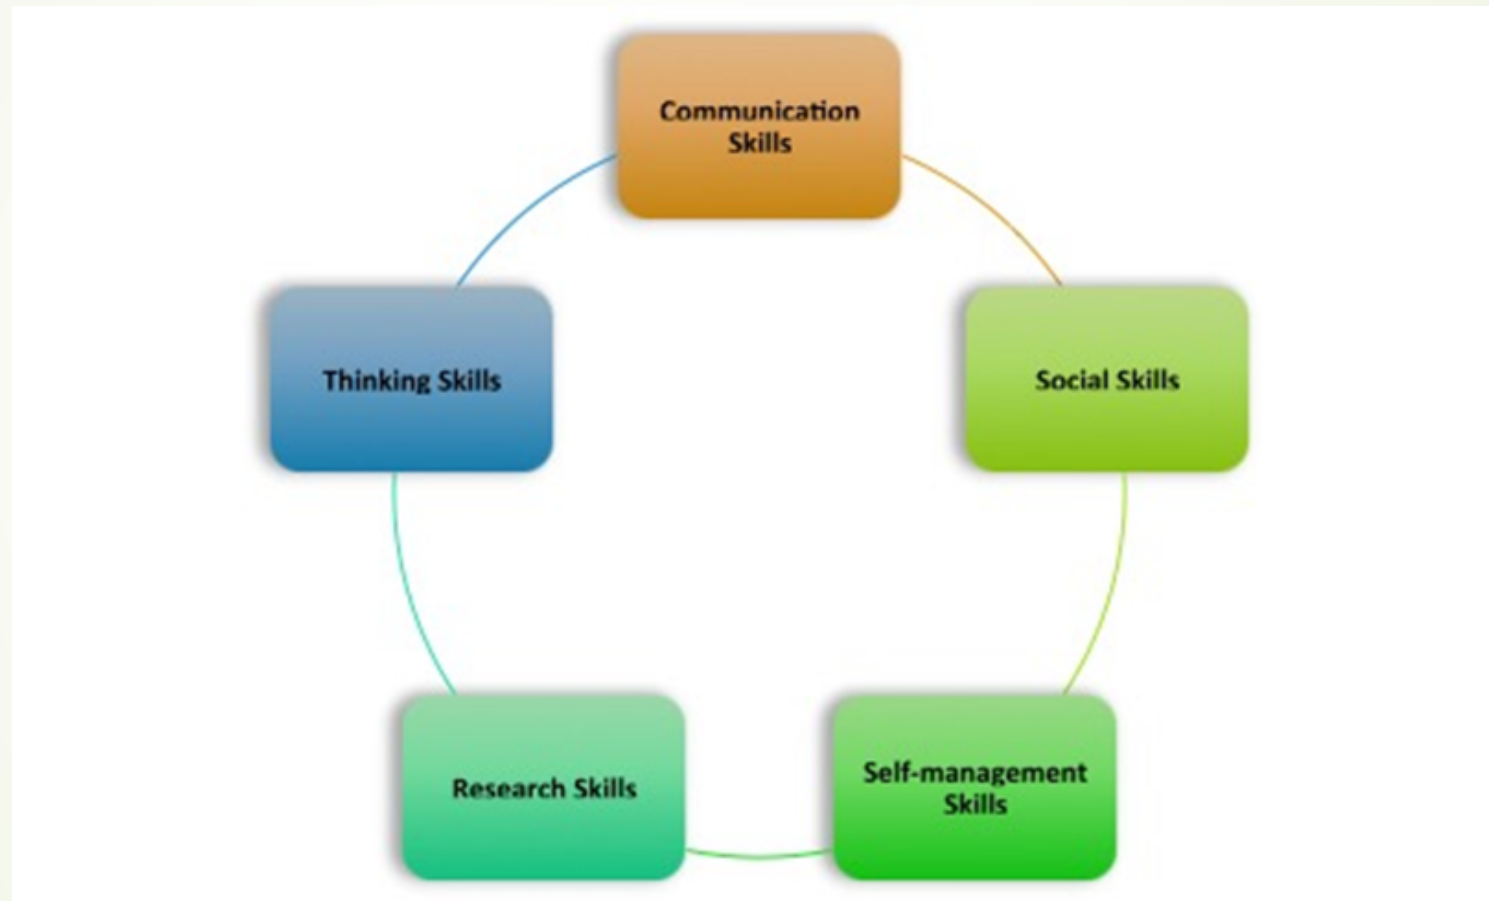 Communication
Skills
Thinking Skills
Social Skills
Research Skills
Self-management
Skills